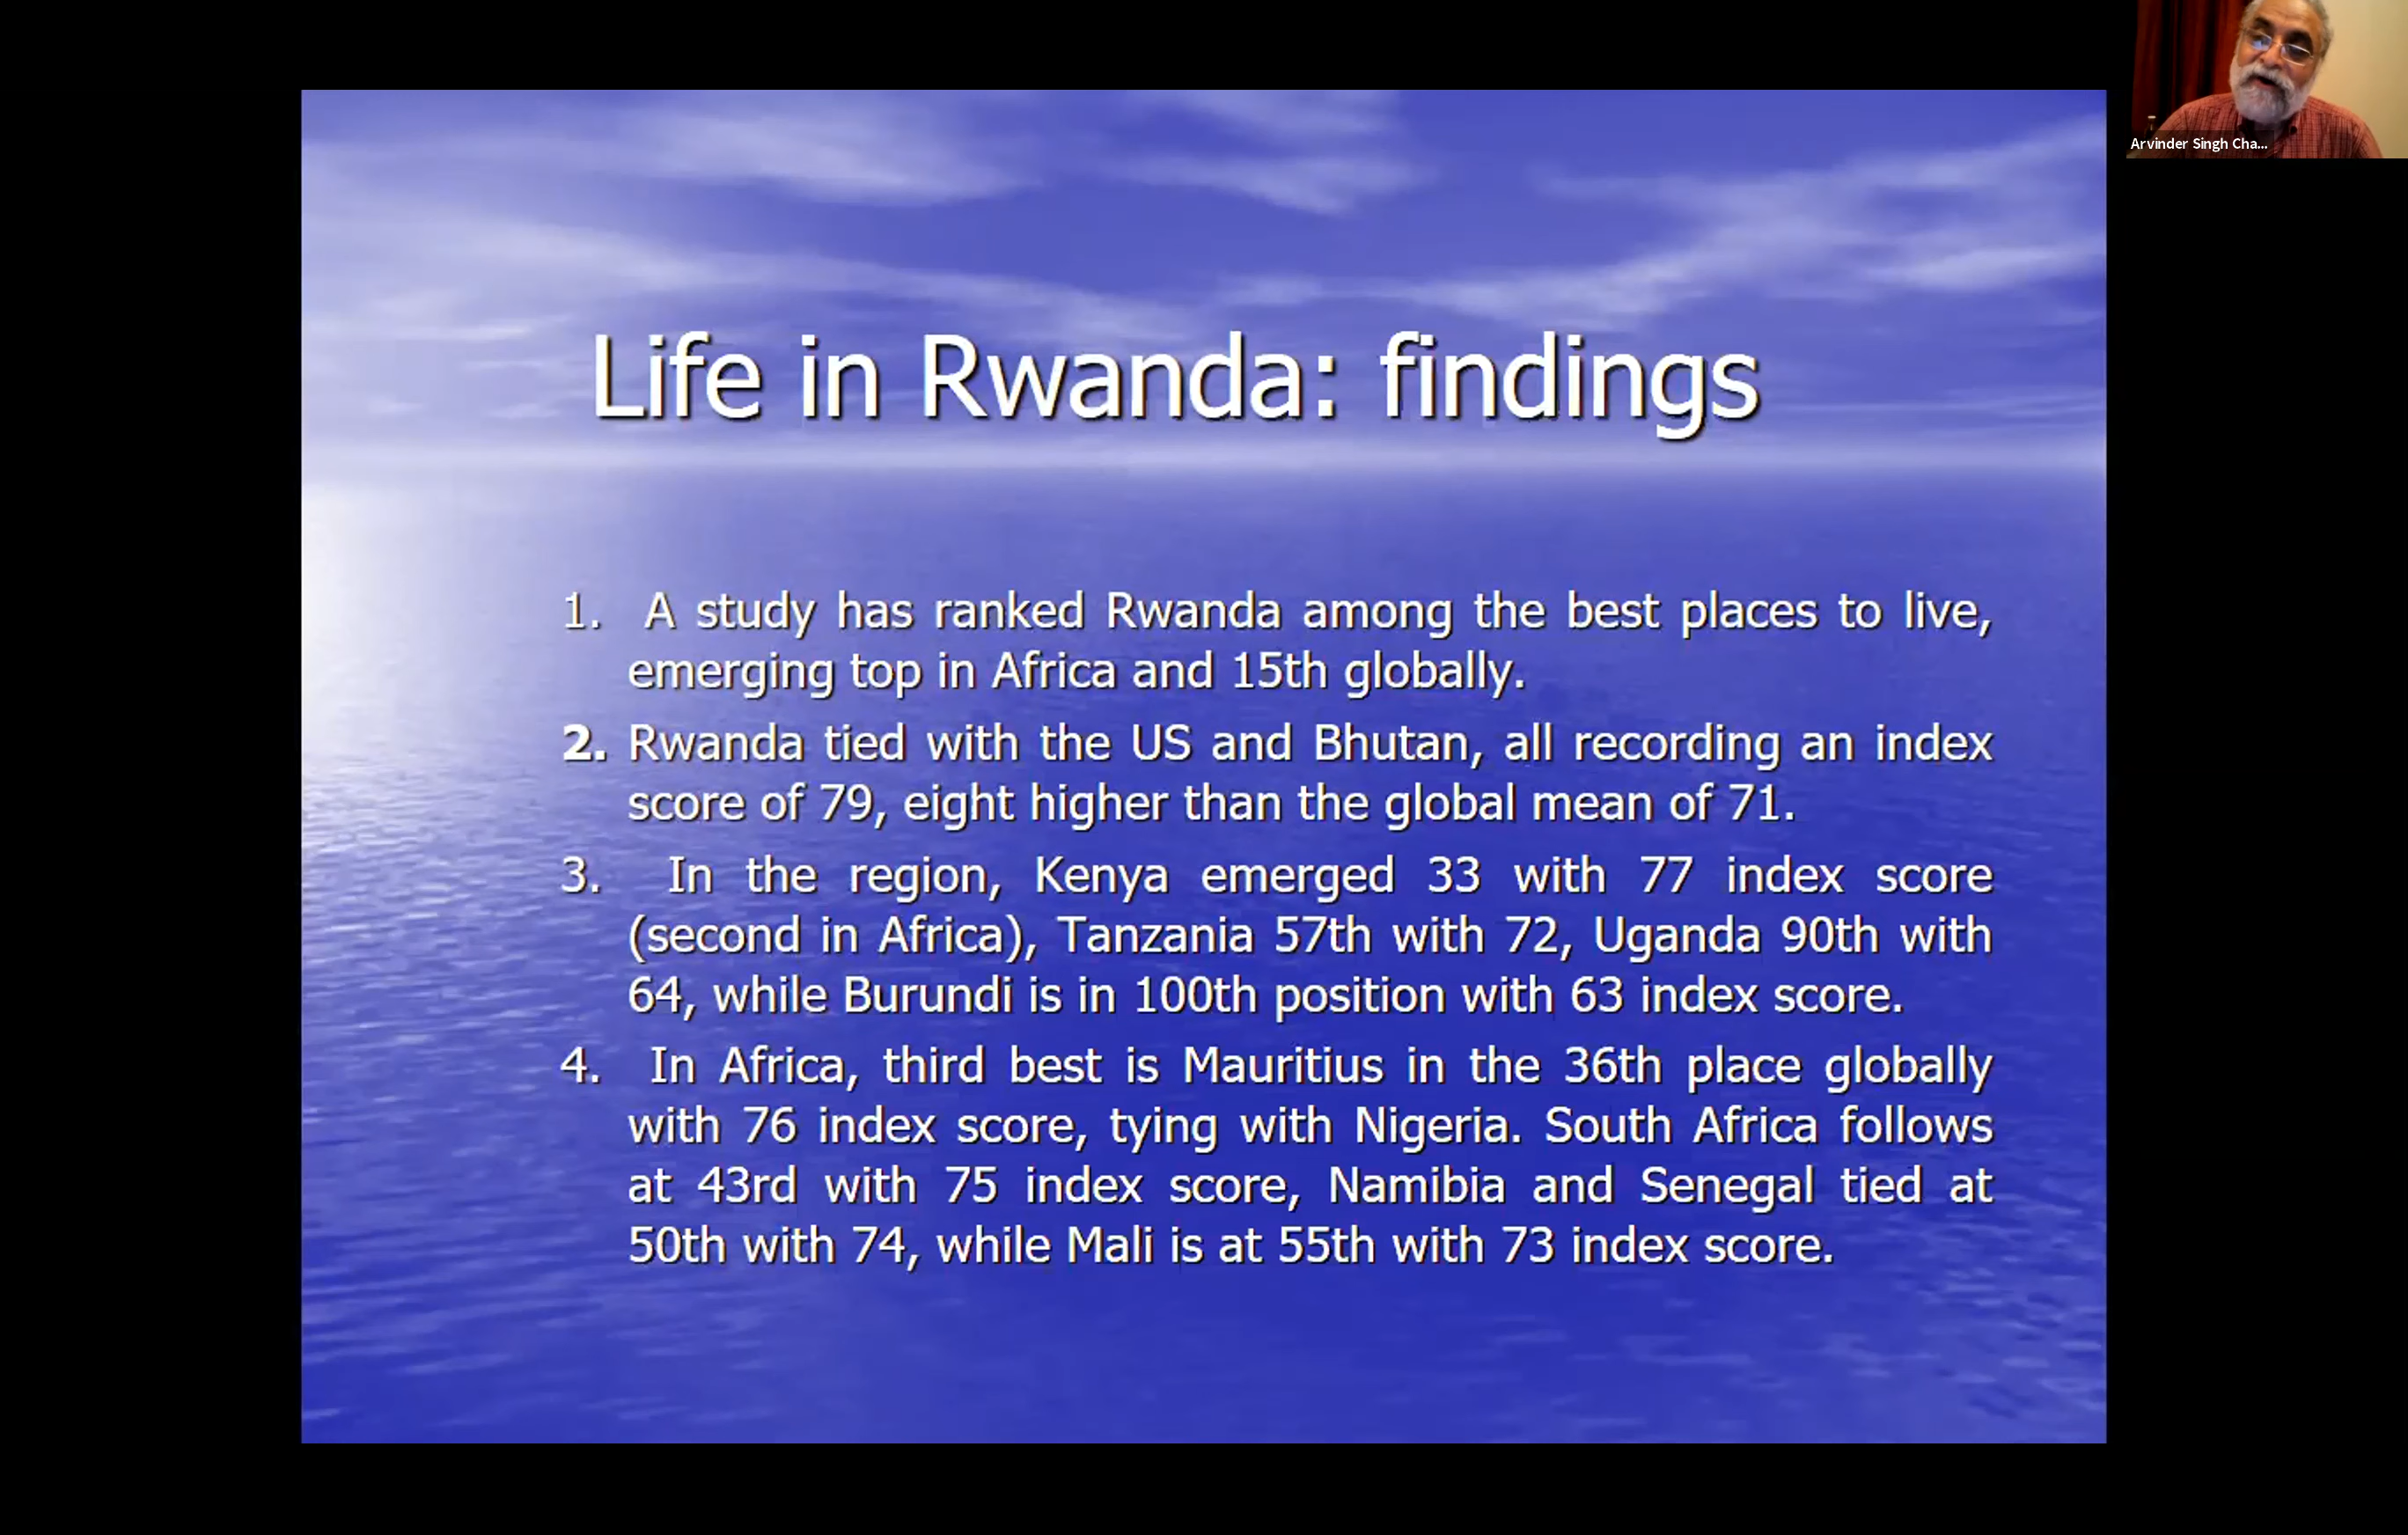 Arvinder Singh Cha...
Life in Rwanda: findings
1. A study has ranked Rwanda among the best places to live,
emerging top in Africa and 15th globally.
2. Rwanda tied with the US and Bhutan, all recording an index
score of 79, eight higher than the global mean of 71.
3. In the region, Kenya emerged 33 with 77 index score
(second in Africa), Tanzania 57th with 72, Uganda 90th with
64, while Burundi is in 100th position with 63 index score.
4. In Africa, third best is Mauritius in the 36th place globally
with 76 index score, tying with Nigeria. South Africa follows
at 43rd with 75 index score, Namibia and Senegal tied at
50th with 74, while Mali is at 55th with 73 index score.